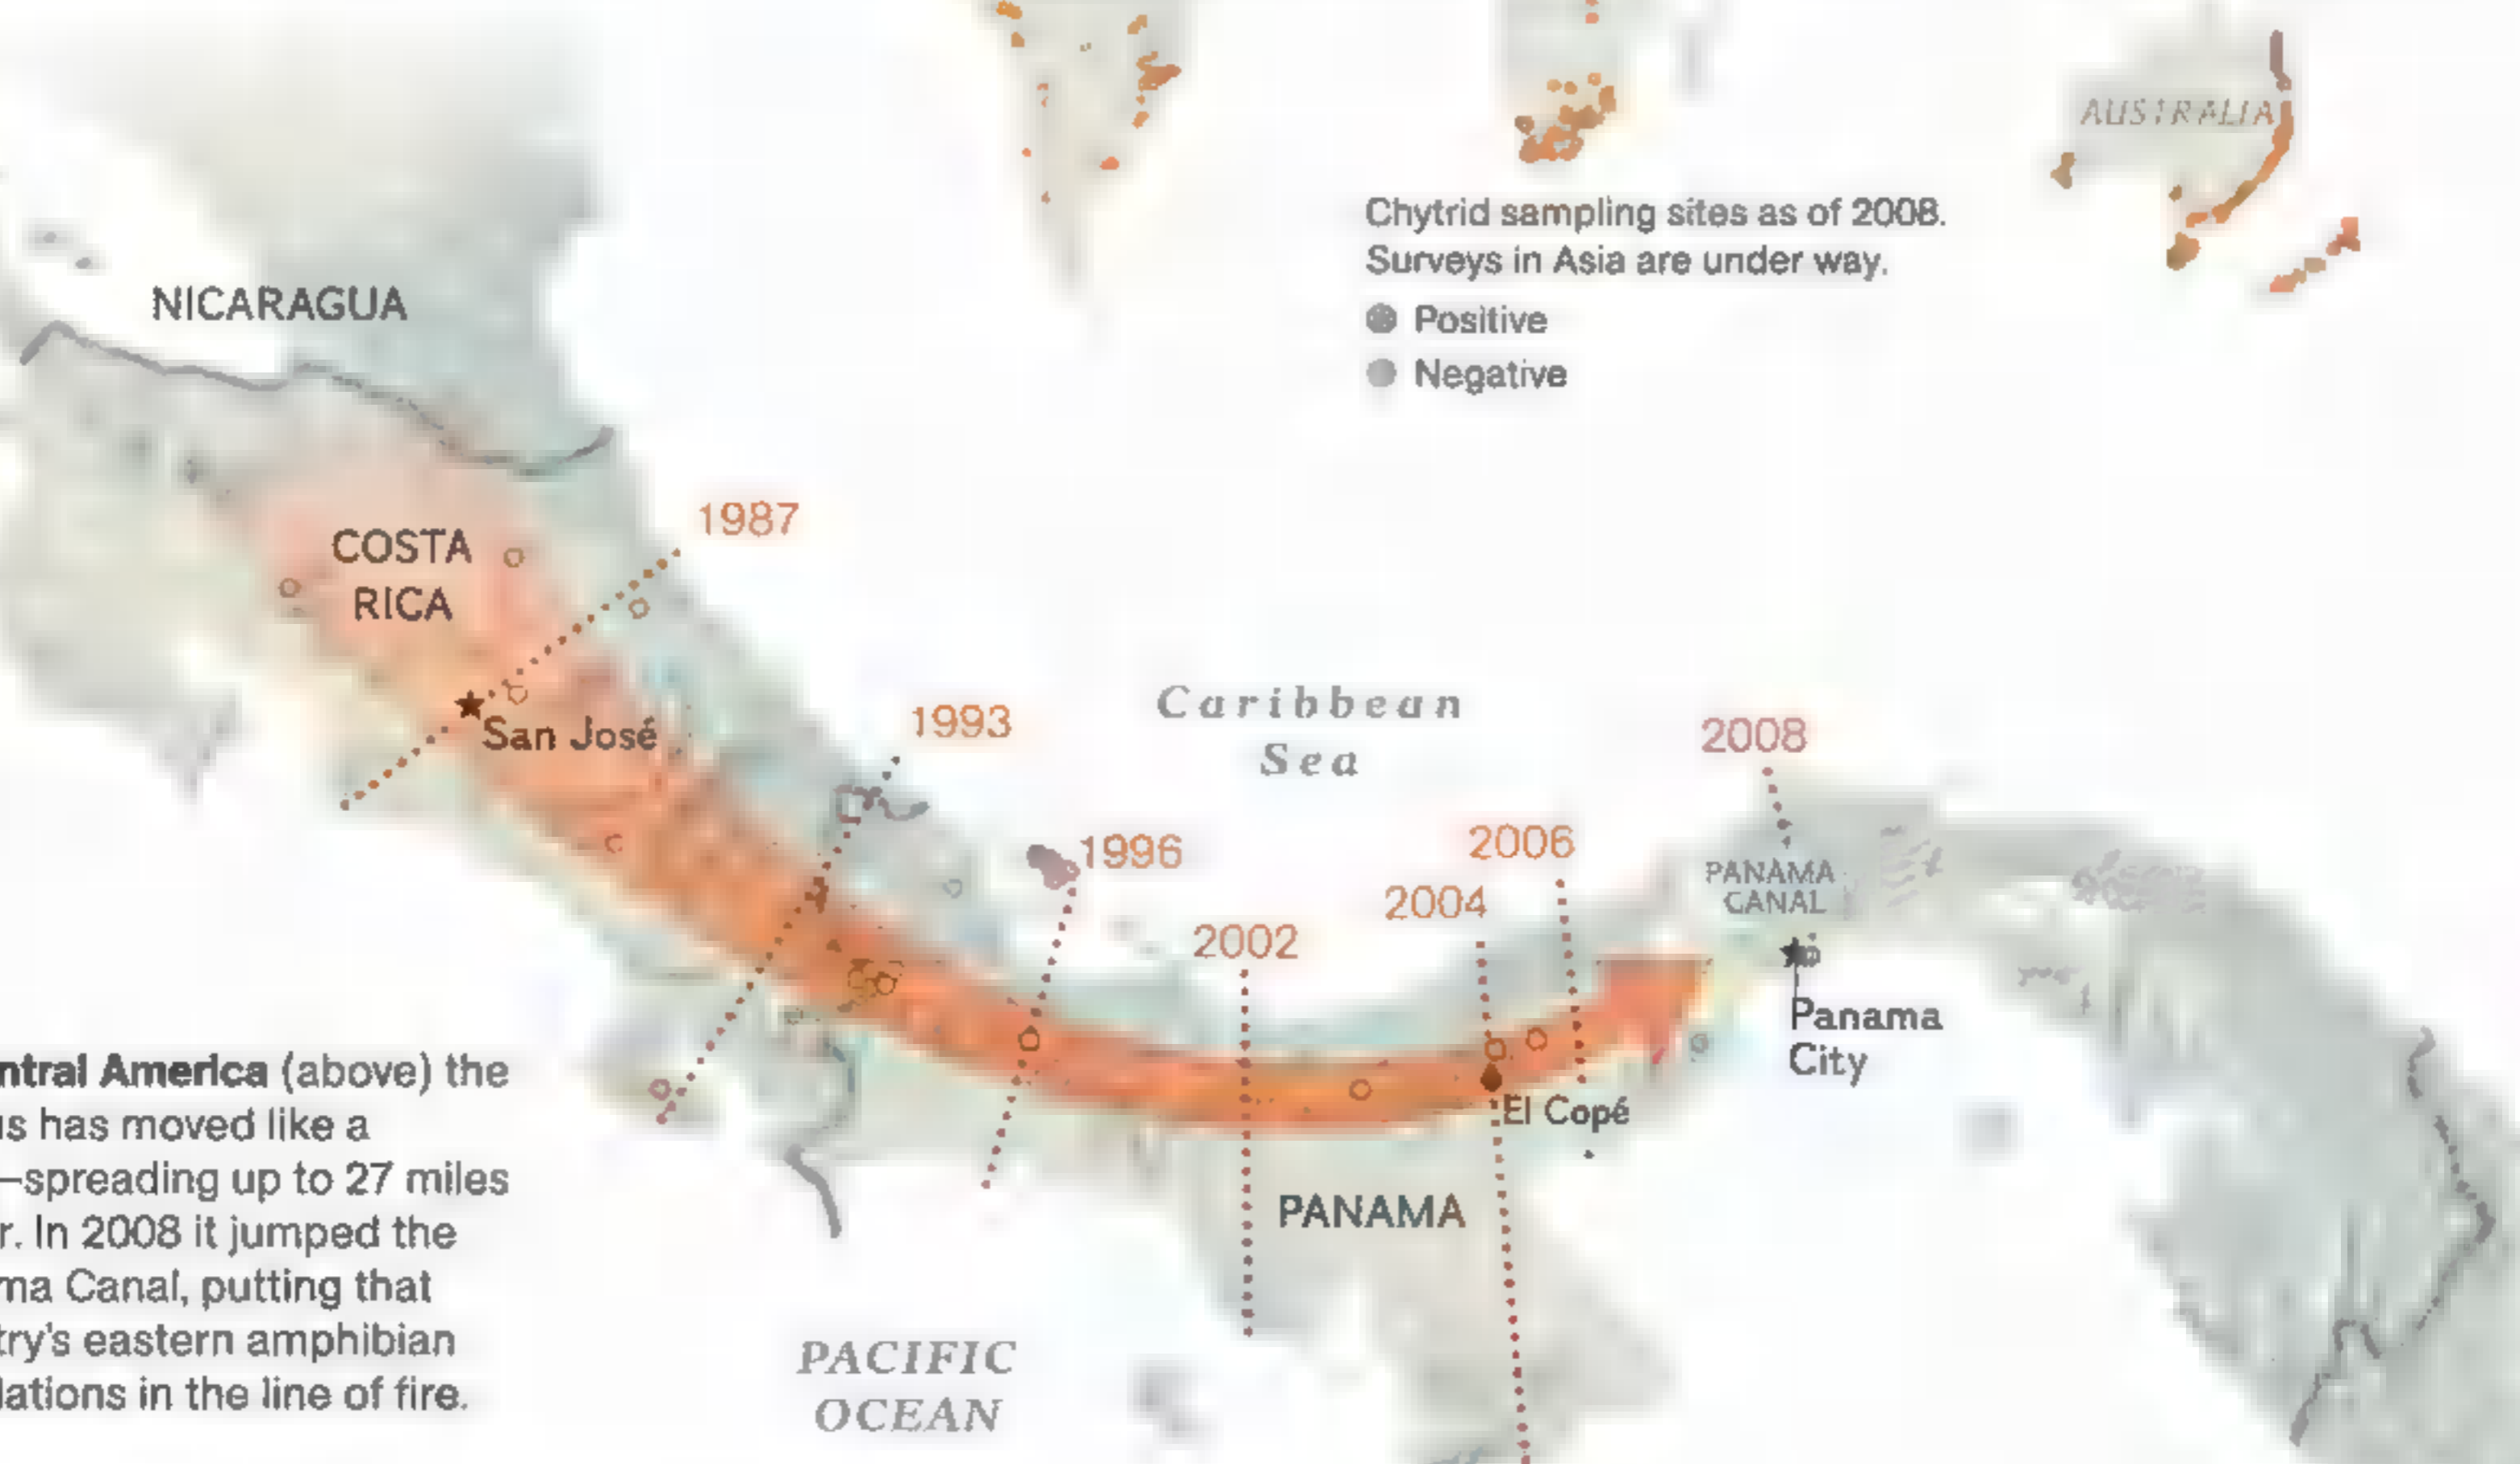 AUSTRALIA
Chytrid sampling sites as of 2008.
Surveys in Asia are under way.
Positive
Negative
NICARAGUA
1987
COSTA
RICA
San José
1993
Caribbean
Sea
2008
1996
2006
2004
2002
PANAMA
CANAL
Panama
City
El Copé
PANAMA
PACIFIC
OCEAN
ntral America (above) the
us has moved like a
—spreading up to 27 miles
r. In 2008 it jumped the
ma Canal, putting that
try's eastern amphibian
lations in the line of fire.